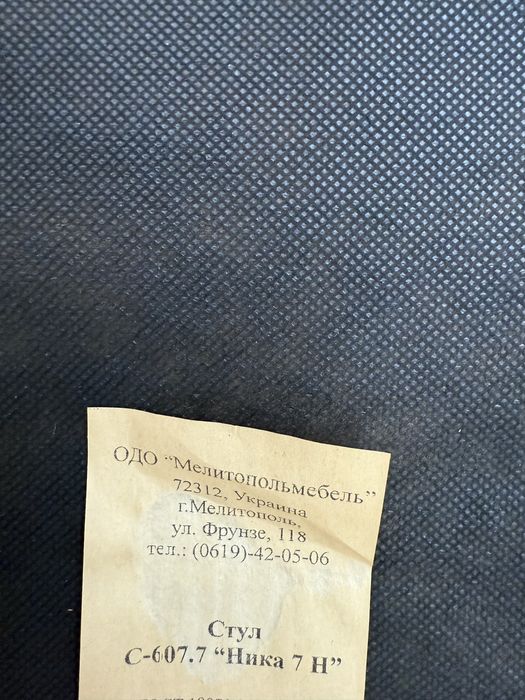 ОДО "Мелитопольмебель"
72312, Украина
г.Мелитополь,
ул. Фрунзе, 118
тел.: (0619)-42-05-06
Стул
С-607.7 "Ника 7 Н"